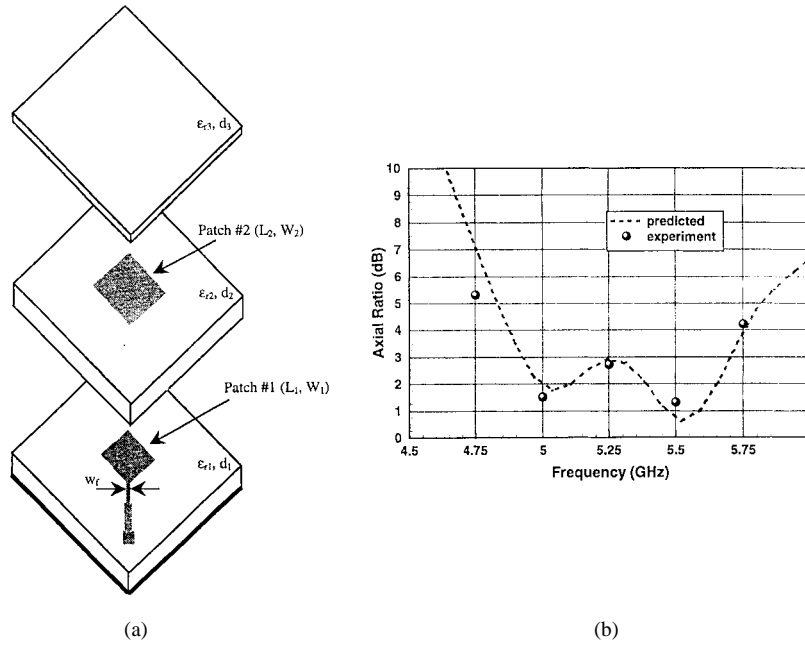 εr3, d3
Patch #2 (L2, W2)
εr2, d2
Patch #1 (L1, W1)
εr1, d1
wf
(a)
10
9
8
7
6
5
4
3
2
1
0
Axial Ratio (dB)
predicted
experiment
4.5 4.75 5 5.25 5.5 5.75
Frequency (GHz)
(b)